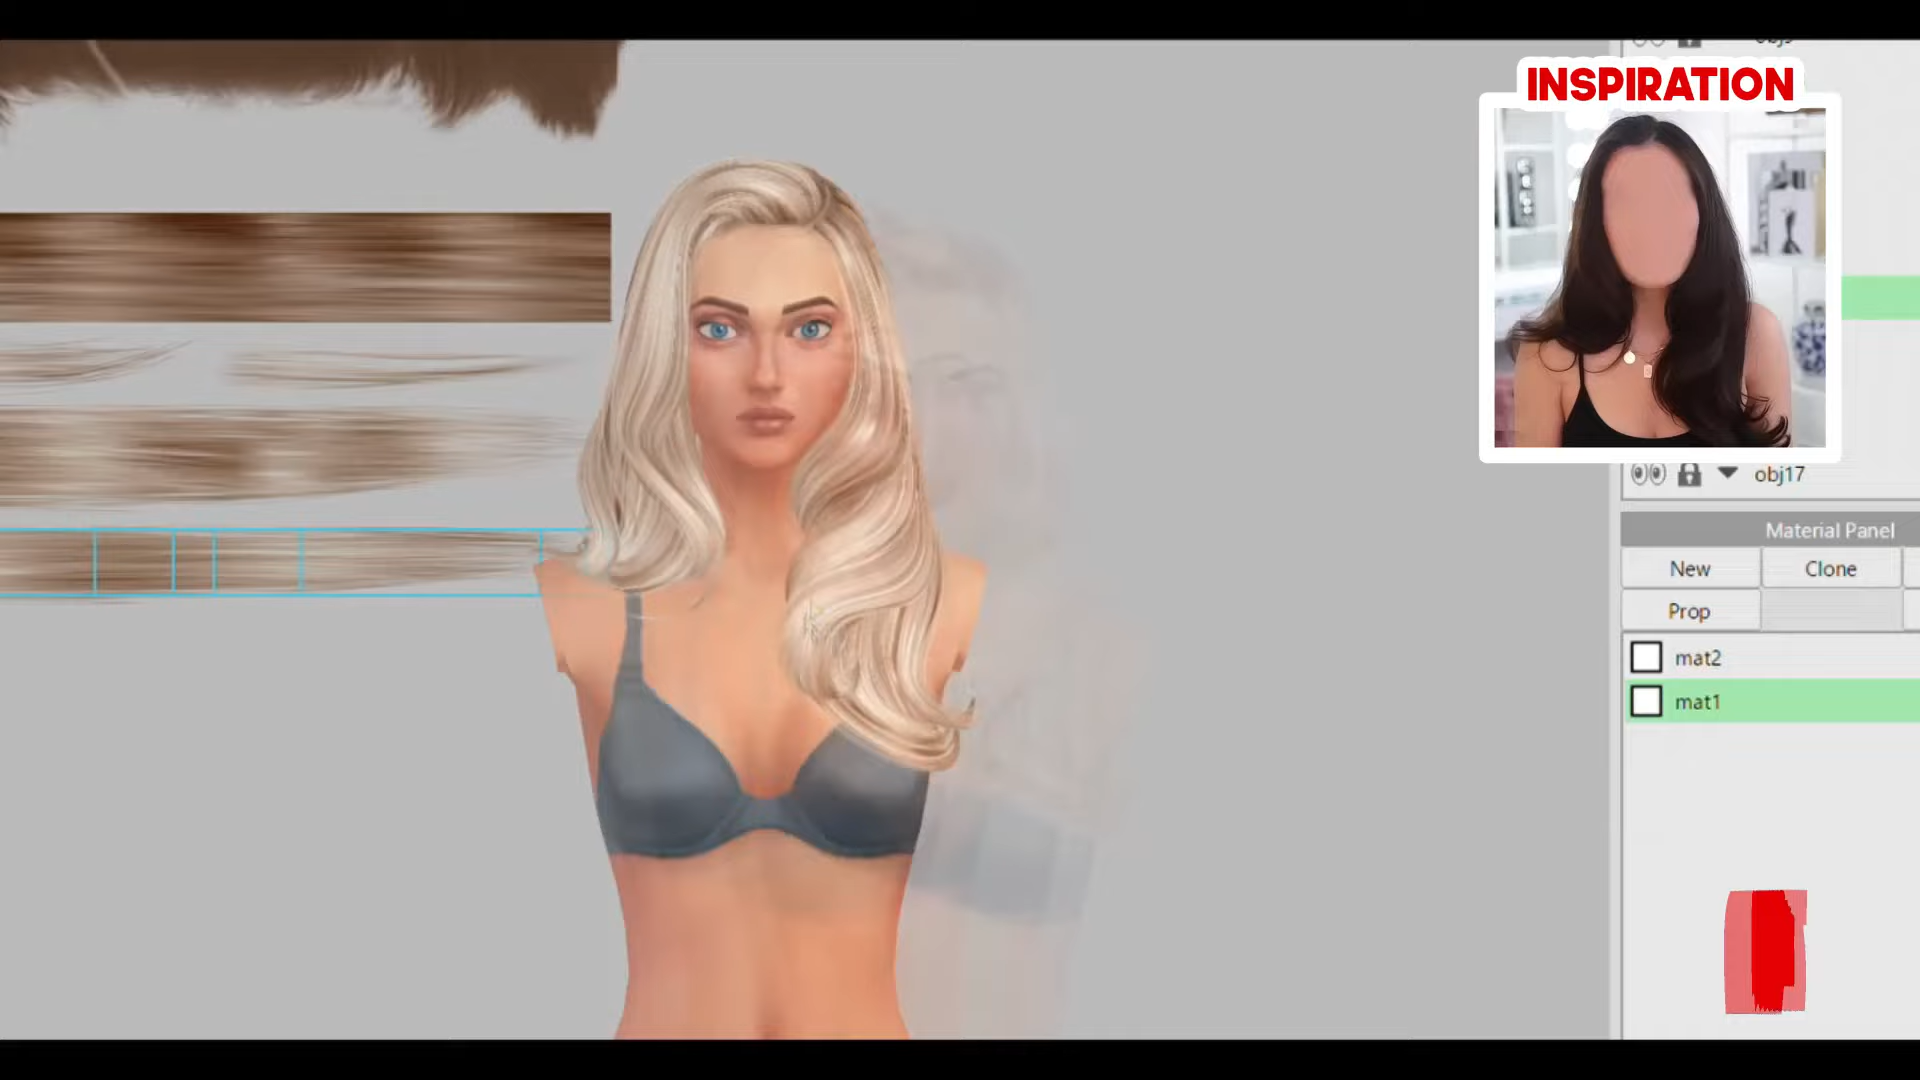 INSPIRATION
obj17
Material Panel
New Clone
Prop
mat2
mat1